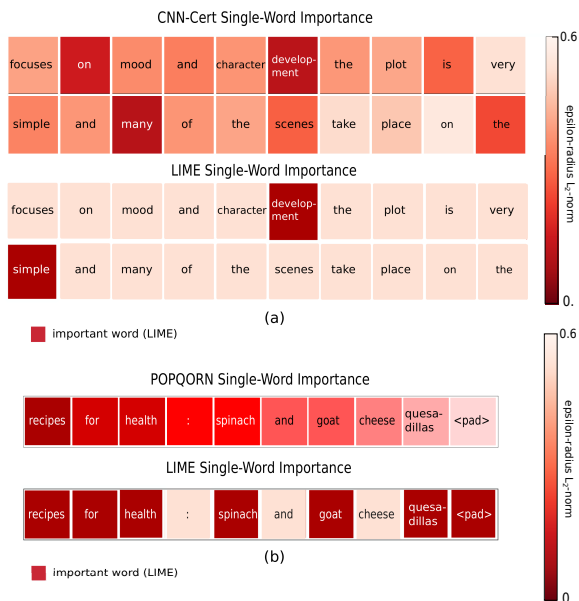 CNN-Cert Single-Word Importance
0.6
focuses on mood and character develop-
ment the plot is very
simple and many of the scenes take place on the
epsilon-radius L2-norm
LIME Single-Word Importance
focuses on mood and character develop-
ment the plot is very
simple and many of the scenes take place on the
0.
(a)
important word (LIME)
0.6
POPQORN Single-Word Importance
recipes for health : spinach and goat cheese quesa-
dillas <pad>
epsilon-radius L2-norm
LIME Single-Word Importance
recipes for health : spinach and goat cheese quesa-
dillas <pad>
(b)
important word (LIME)
0.